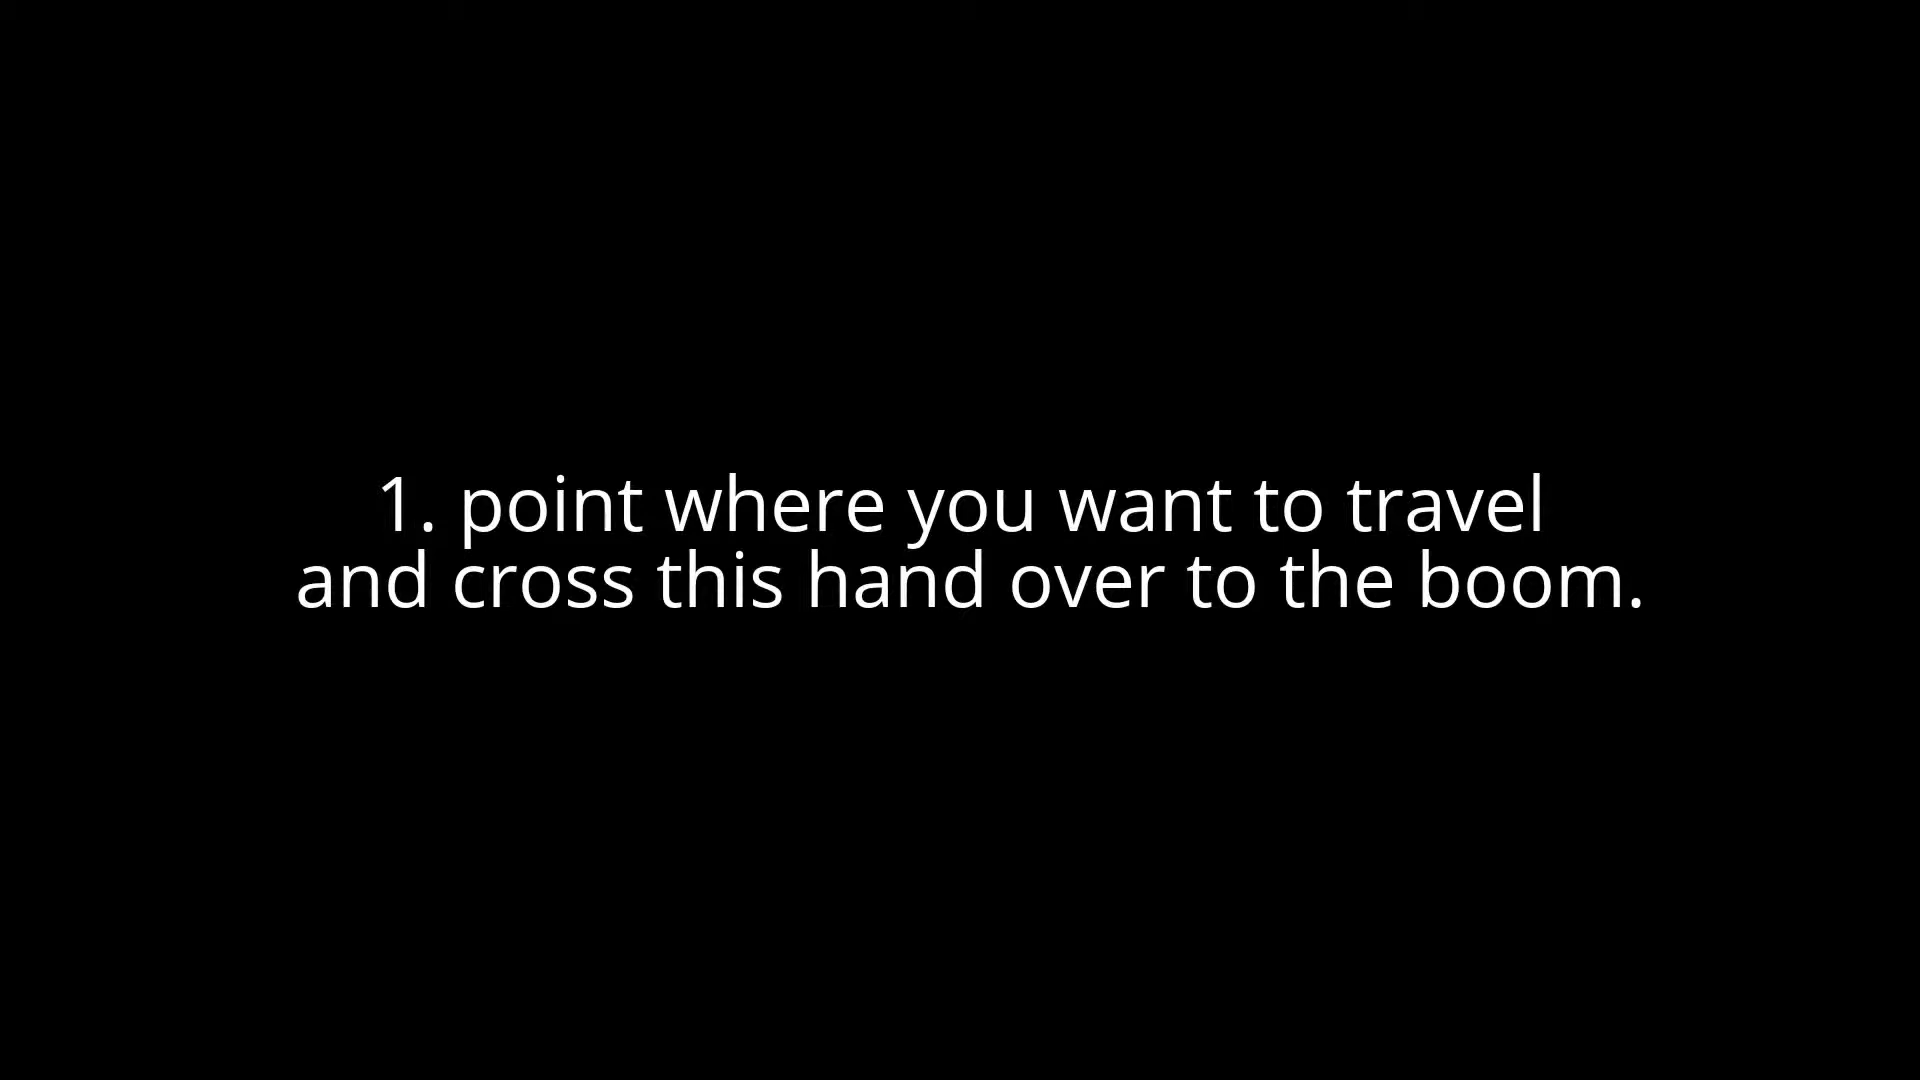 1. point where you want to travel
and cross this hand over to the boom.